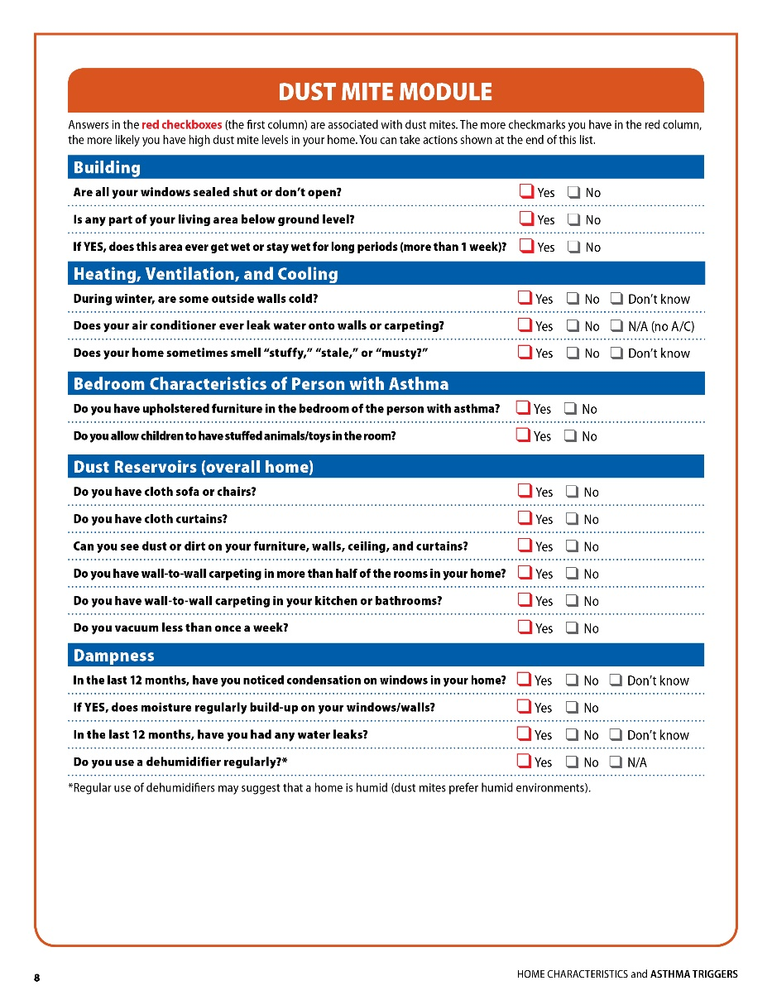 DUST MITE MODULE
Answers in the red checkboxes (the first column) are associated with dust mites. The more checkmarks you have in the red column,
the more likely you have high dust mite levels in your home. You can take actions shown at the end of this list.
Building
Are all your windows sealed shut or don’t open? ❏ Yes ❏ No
Is any part of your living area below ground level? ❏ Yes ❏ No
If YES, does this area ever get wet or stay wet for long periods (more than 1 week)? ❏ Yes ❏ No
Heating, Ventilation, and Cooling
During winter, are some outside walls cold? ❏ Yes ❏ No ❏ Don’t know
Does your air conditioner ever leak water onto walls or carpeting? ❏ Yes ❏ No ❏ N/A (no A/C)
Does your home sometimes smell “stuffy,” “stale,” or “musty?” ❏ Yes ❏ No ❏ Don’t know
Bedroom Characteristics of Person with Asthma
Do you have upholstered furniture in the bedroom of the person with asthma? ❏ Yes ❏ No
Do you allow children to have stuffed animals/toys in the room? ❏ Yes ❏ No
Dust Reservoirs (overall home)
Do you have cloth sofa or chairs? ❏ Yes ❏ No
Do you have cloth curtains? ❏ Yes ❏ No
Can you see dust or dirt on your furniture, walls, ceiling, and curtains? ❏ Yes ❏ No
Do you have wall-to-wall carpeting in more than half of the rooms in your home? ❏ Yes ❏ No
Do you have wall-to-wall carpeting in your kitchen or bathrooms? ❏ Yes ❏ No
Do you vacuum less than once a week? ❏ Yes ❏ No
Dampness
In the last 12 months, have you noticed condensation on windows in your home? ❏ Yes ❏ No ❏ Don’t know
If YES, does moisture regularly build-up on your windows/walls? ❏ Yes ❏ No
In the last 12 months, have you had any water leaks? ❏ Yes ❏ No ❏ Don’t know
Do you use a dehumidifier regularly?* ❏ Yes ❏ No ❏ N/A
*Regular use of dehumidifiers may suggest that a home is humid (dust mites prefer humid environments).
8 HOME CHARACTERISTICS and ASTHMA TRIGGERS